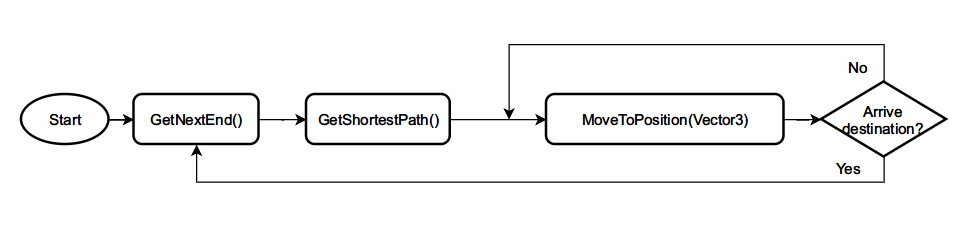 No
Start
GetNextEnd()
GetShortestPath()
MoveToPosition(Vector3)
Arrive
destination?
Yes